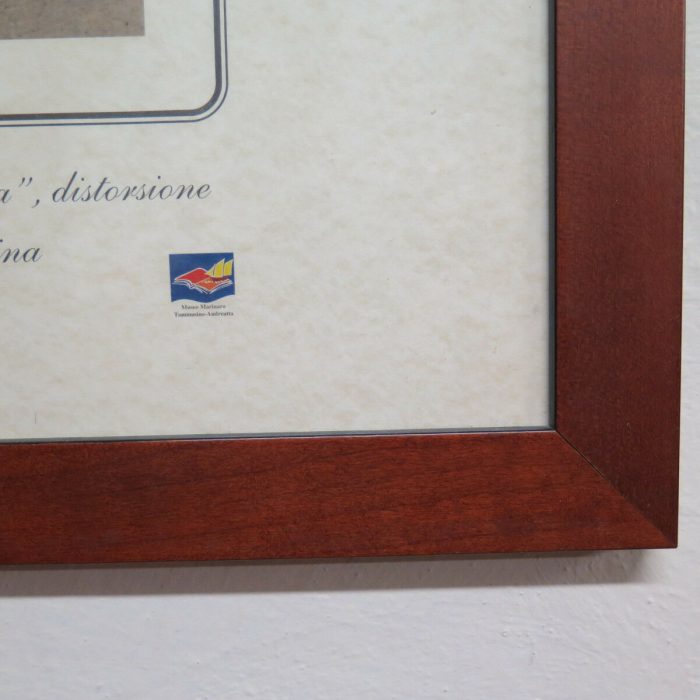 a”, distorsione
ina
Museo Marinaro
Tommasino-Andreatta